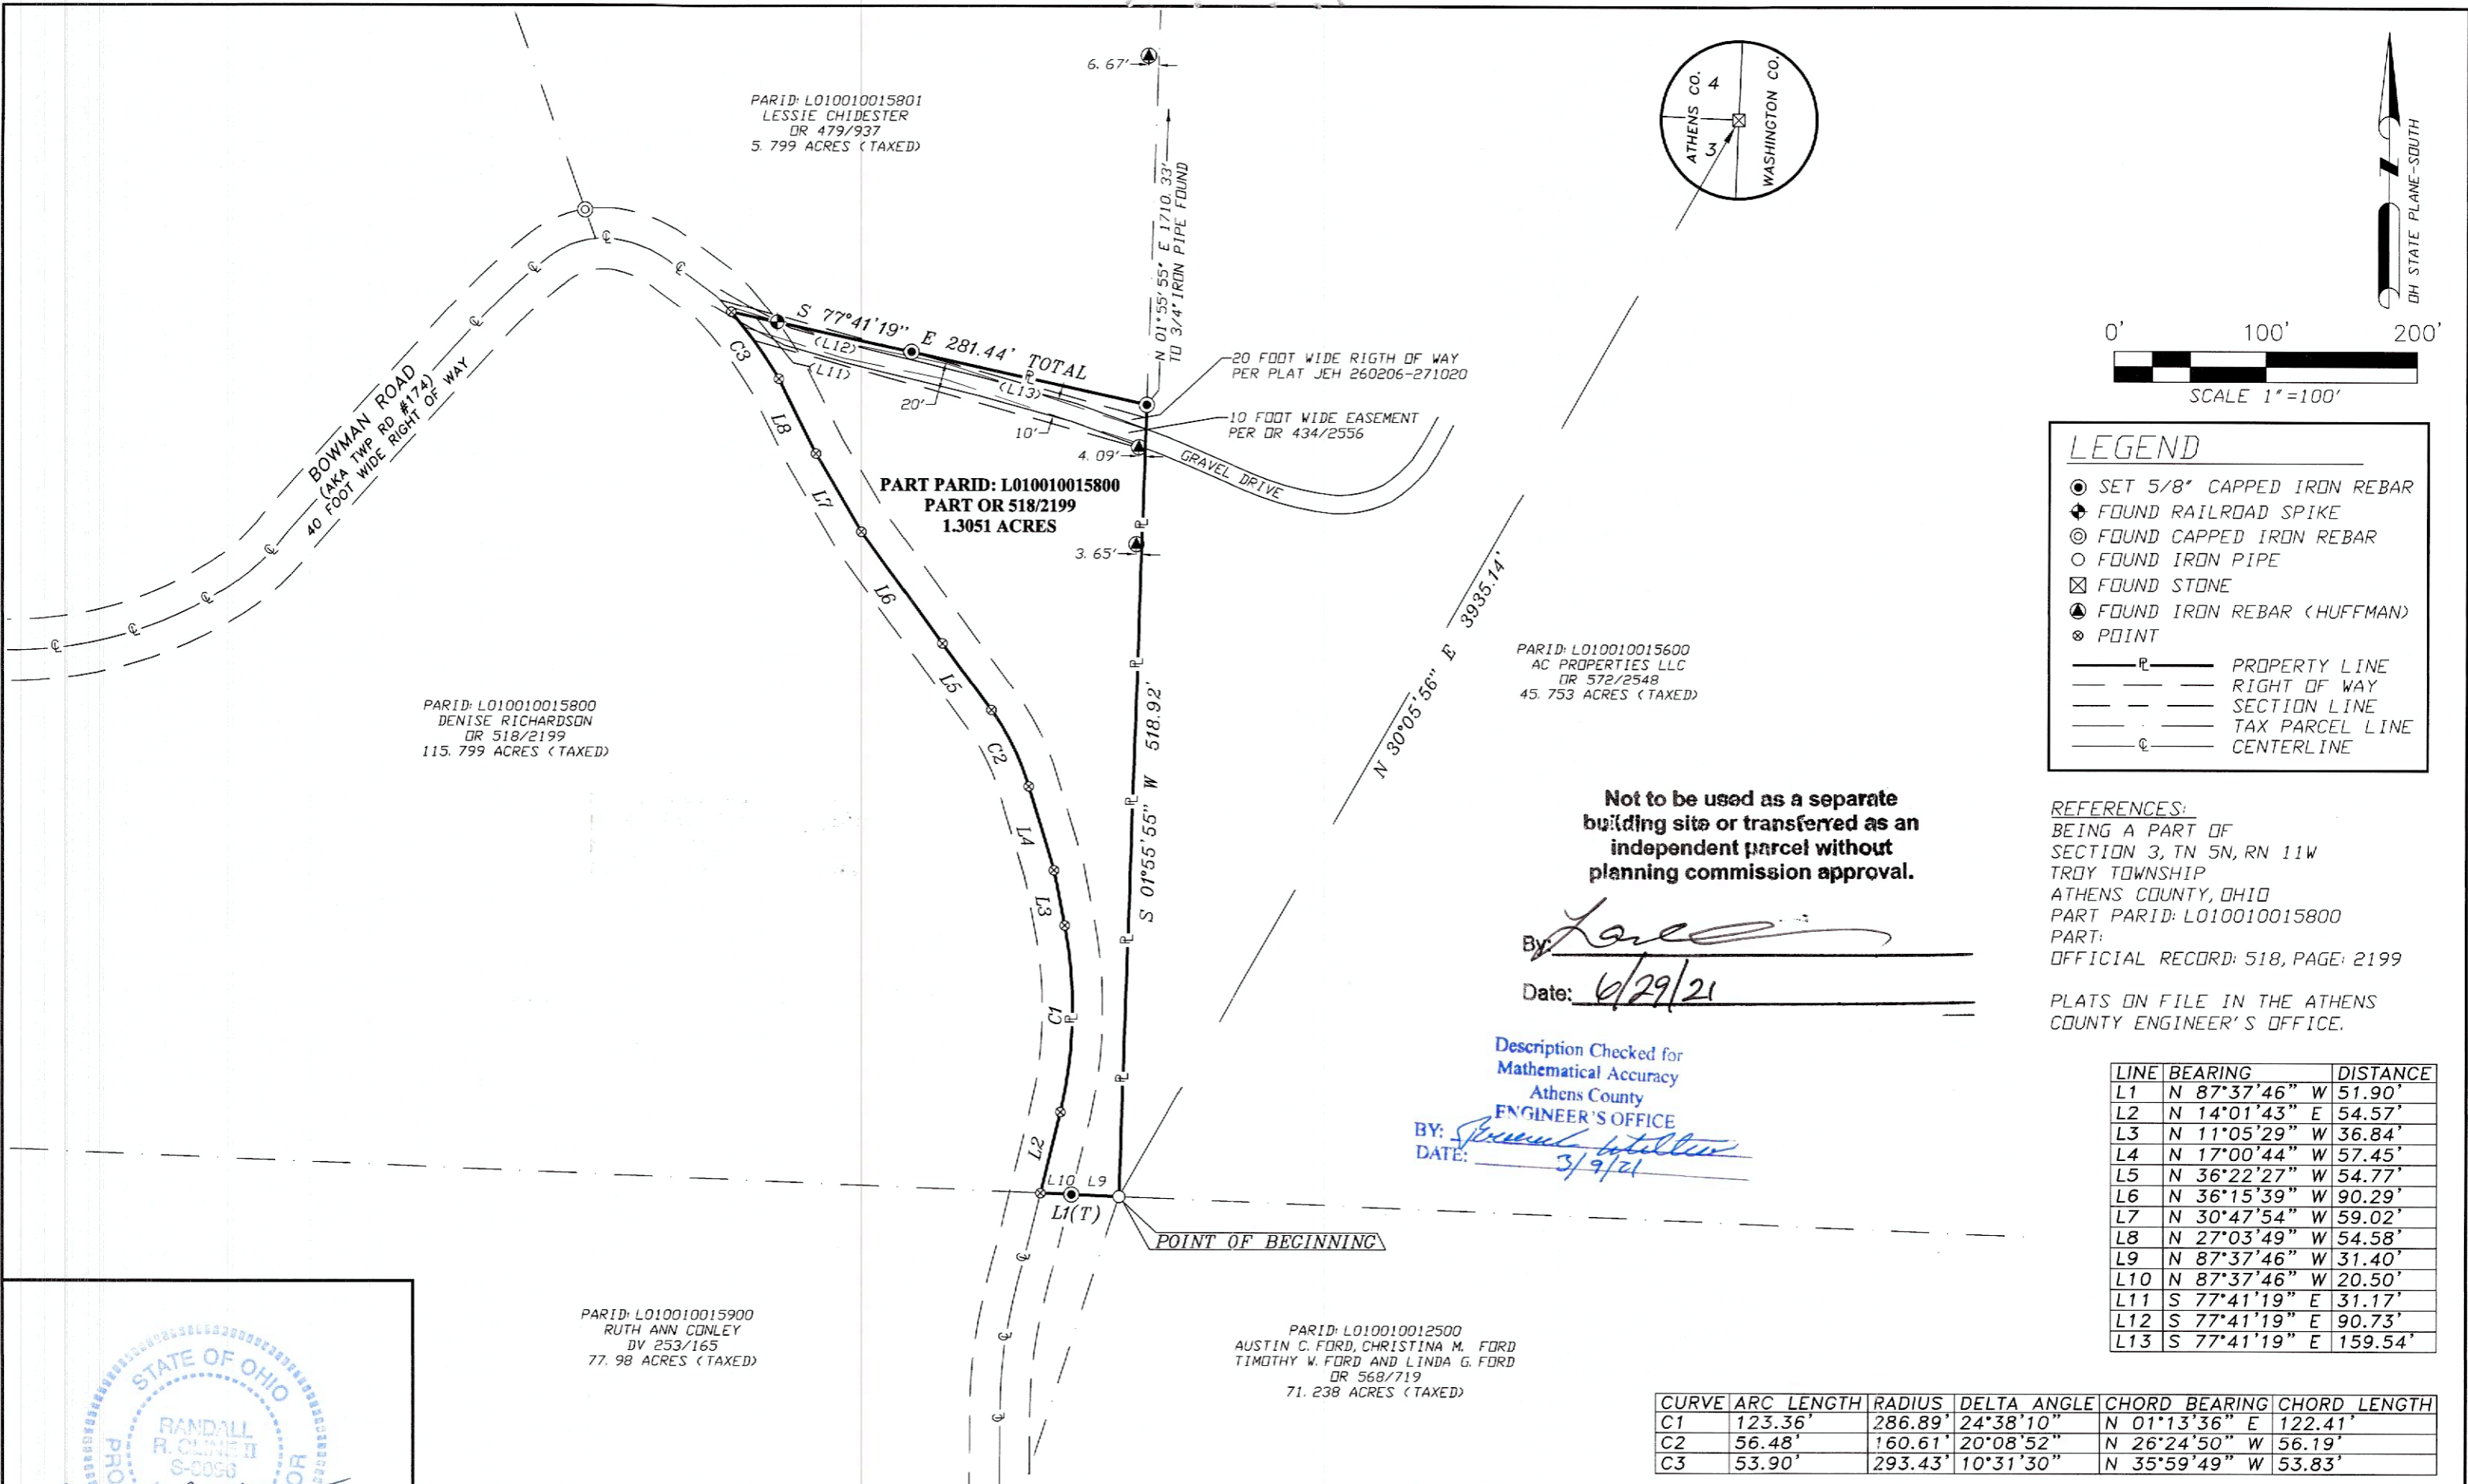 6.67'
PARID: L010010015801
LESSIE CHIDESTER
OR 479/937
5.799 ACRES (TAXED)
N 01°55'55" E 1710.33'
TO 3/4" IRON PIPE FOUND
ATHENS CO.
4
3
WASHINGTON CO.
OH STATE PLANE-SOUTH
0' 100' 200'
SCALE 1"=100'
S 77°41'19" E 281.44' TOTAL
(L12)
(L11)
(L13)
℄
℄
℄
℄
℄
℄
℄
℄
℄
20 FOOT WIDE RIGTH OF WAY
PER PLAT JEH 260206-271020
10 FOOT WIDE EASEMENT
PER OR 434/2556
20'
10'
4.09'
GRAVEL DRIVE
3.65'
BOWMAN ROAD
(AKA TWP RD #174)
40 FOOT WIDE RIGHT OF WAY
C3
L8
L7
L6
L5
C2
L4
L3
C1
L2
PART PARID: L010010015800
PART OR 518/2199
1.3051 ACRES
LEGEND
SET 5/8" CAPPED IRON REBAR
FOUND RAILROAD SPIKE
FOUND CAPPED IRON REBAR
FOUND IRON PIPE
FOUND STONE
FOUND IRON REBAR (HUFFMAN)
POINT
PL PROPERTY LINE
RIGHT OF WAY
SECTION LINE
TAX PARCEL LINE
℄ CENTERLINE
PARID: L010010015800
DENISE RICHARDSON
OR 518/2199
115.799 ACRES (TAXED)
S 01°55'55" W 518.92'
N 30°05'56" E 3935.14'
PARID: L010010015600
AC PROPERTIES LLC
OR 572/2548
45.753 ACRES (TAXED)
Not to be used as a separate
building site or transferred as an
independent parcel without
planning commission approval.
By:
Date: 6/29/21
REFERENCES:
BEING A PART OF
SECTION 3, TN 5N, RN 11W
TROY TOWNSHIP
ATHENS COUNTY, OHIO
PART PARID: L010010015800
PART:
OFFICIAL RECORD: 518, PAGE: 2199
PLATS ON FILE IN THE ATHENS
COUNTY ENGINEER'S OFFICE.
Description Checked for
Mathematical Accuracy
Athens County
ENGINEER'S OFFICE
BY:
DATE: 3/9/21
L10 L9
L1(T)
POINT OF BEGINNING
LINE BEARING DISTANCE
L1 N 87°37'46" W 51.90'
L2 N 14°01'43" E 54.57'
L3 N 11°05'29" W 36.84'
L4 N 17°00'44" W 57.45'
L5 N 36°22'27" W 54.77'
L6 N 36°15'39" W 90.29'
L7 N 30°47'54" W 59.02'
L8 N 27°03'49" W 54.58'
L9 N 87°37'46" W 31.40'
L10 N 87°37'46" W 20.50'
L11 S 77°41'19" E 31.17'
L12 S 77°41'19" E 90.73'
L13 S 77°41'19" E 159.54'
PARID: L010010015900
RUTH ANN CONLEY
DV 253/165
77.98 ACRES (TAXED)
PARID: L010010012500
AUSTIN C. FORD, CHRISTINA M. FORD
TIMOTHY W. FORD AND LINDA G. FORD
OR 568/719
71.238 ACRES (TAXED)
CURVE ARC LENGTH RADIUS DELTA ANGLE CHORD BEARING CHORD LENGTH
C1 123.36' 286.89' 24°38'10" N 01°13'36" E 122.41'
C2 56.48' 160.61' 20°08'52" N 26°24'50" W 56.19'
C3 53.90' 293.43' 10°31'30" N 35°59'49" W 53.83'
STATE OF OHIO
RANDALL
R. CLINE II